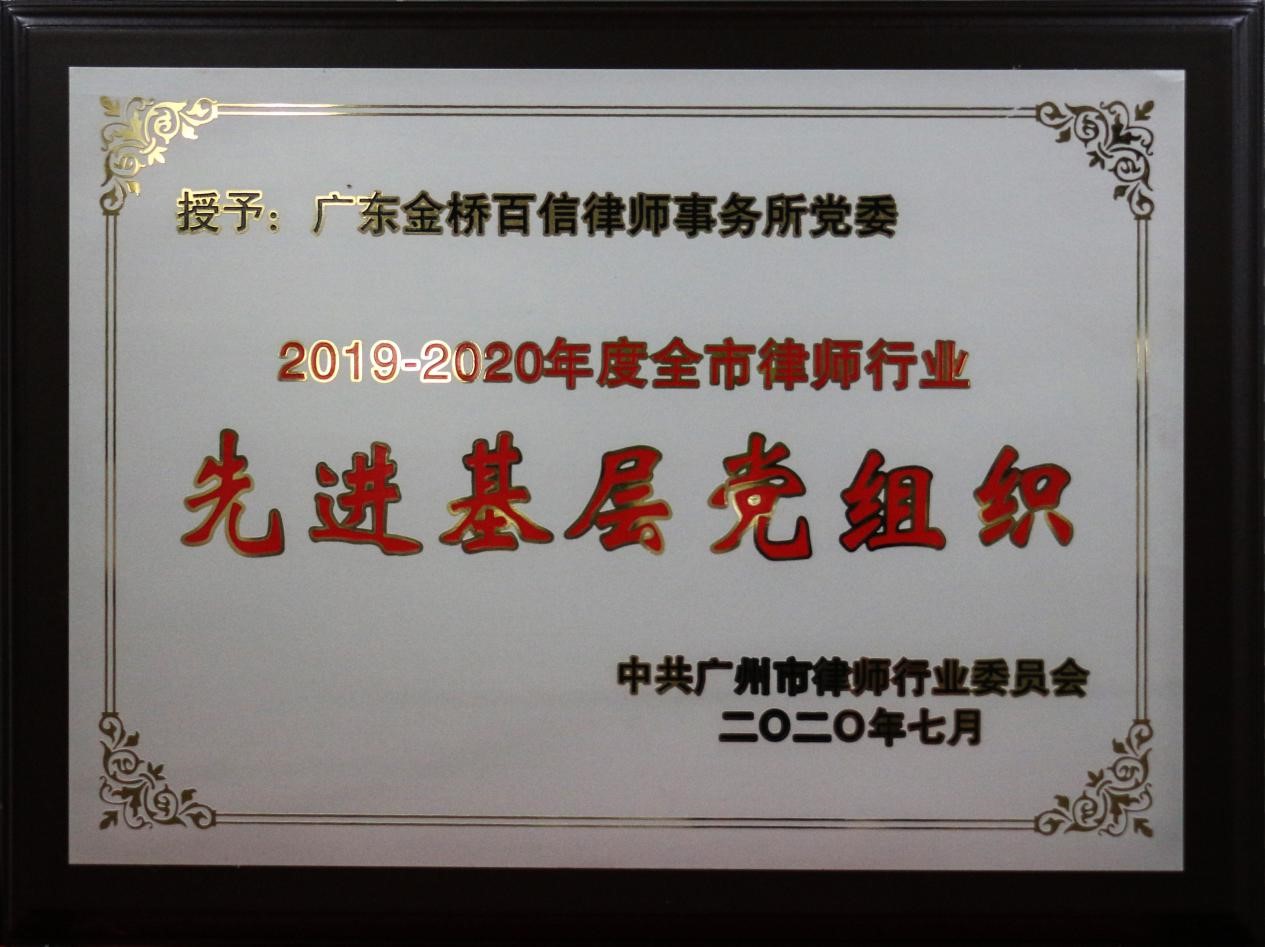 授予：广东金桥百信律师事务所党委
2019-2020年度全市律师行业
先进基层党组织
中共广州市律师行业委员会
二〇二〇年七月